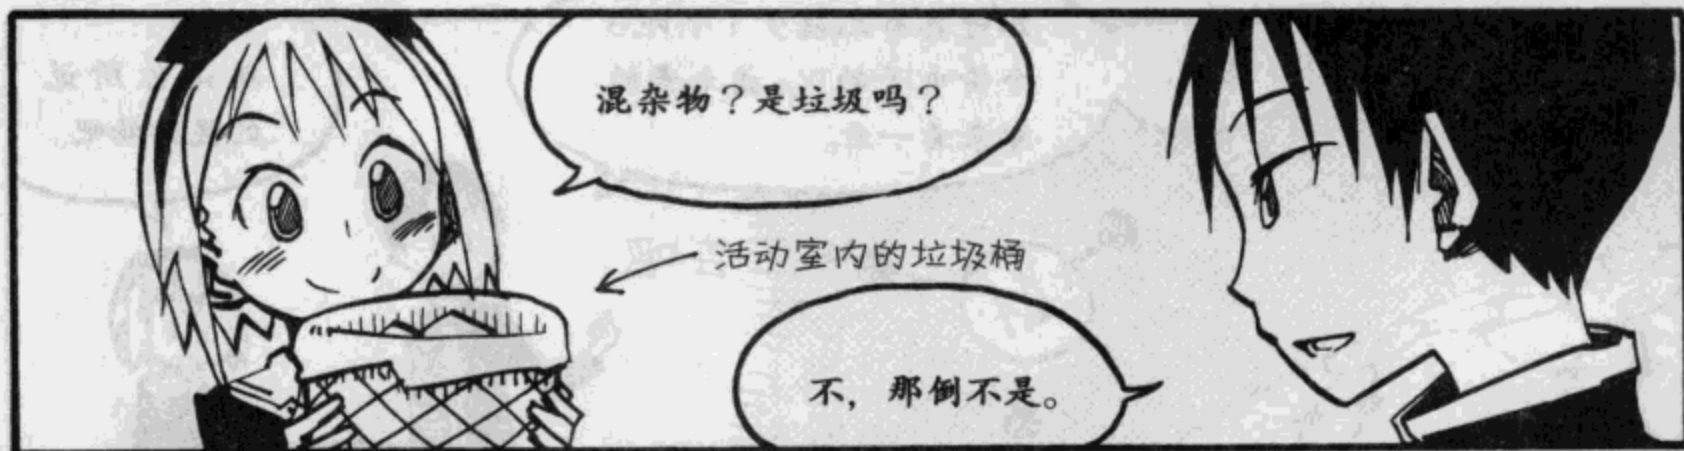 混杂物？是垃圾吗？
活动室内的垃圾桶
不，那倒不是。